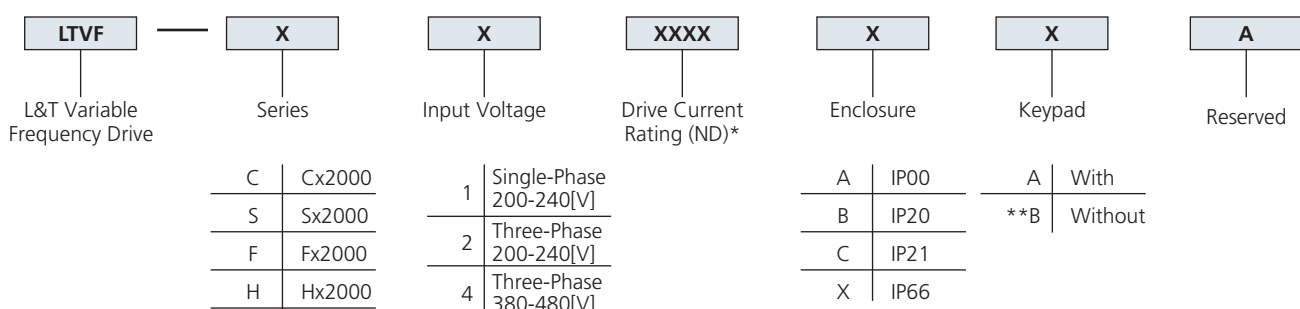 LTVF — X X XXXX X X A
L&T Variable
Frequency Drive
Series
Input Voltage
Drive Current
Rating (ND)*
Enclosure
Keypad
Reserved
C Cx2000
S Sx2000
F Fx2000
H Hx2000
1 Single-Phase
200-240[V]
2 Three-Phase
200-240[V]
4 Three-Phase
380-480[V]
A IP00
B IP20
C IP21
X IP66
A With
**B Without